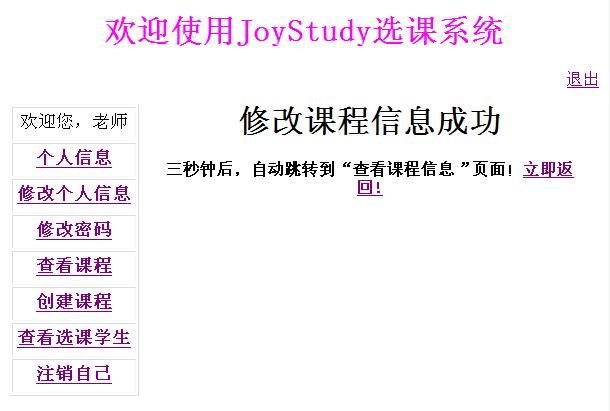 欢迎使用JoyStudy选课系统
退出
欢迎您，老师
个人信息
修改个人信息
修改密码
查看课程
创建课程
查看选课学生
注销自己
修改课程信息成功
三秒钟后，自动跳转到“查看课程信息 ”页面！立即返
回！